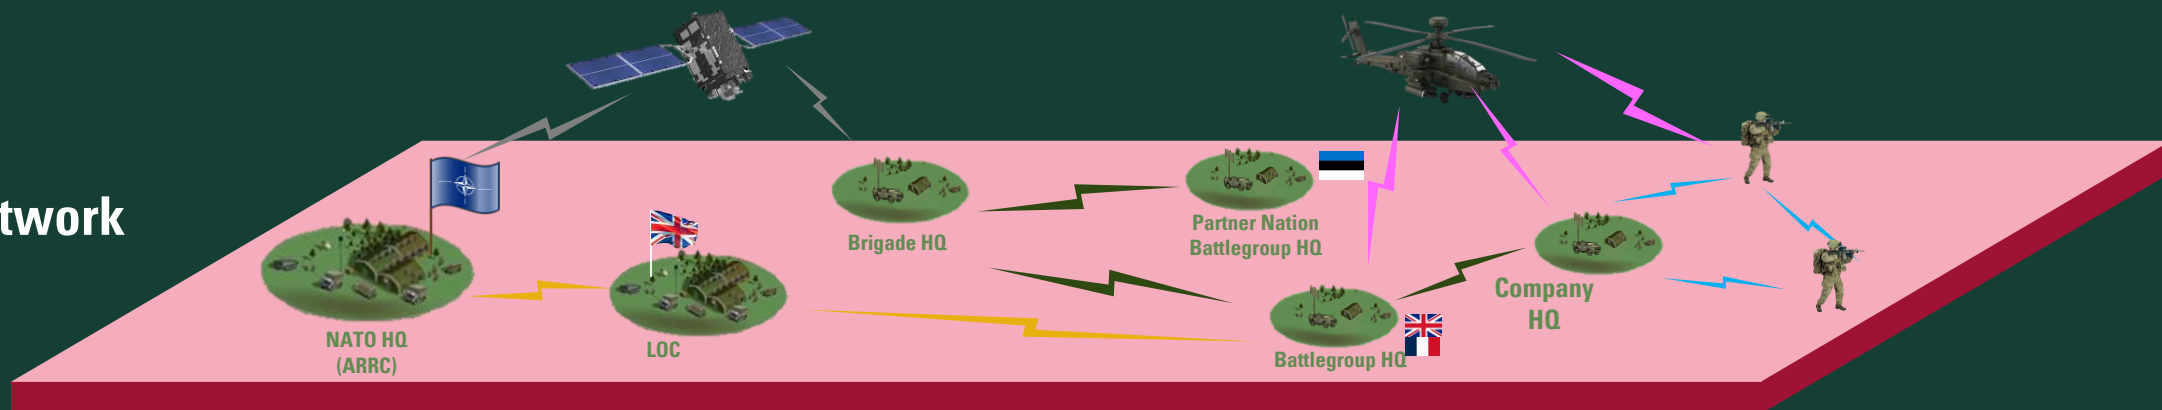 twork
NATO HQ
(ARRC)
LOC
Brigade HQ
Partner Nation
Battlegroup HQ
Battlegroup HQ
Company
HQ